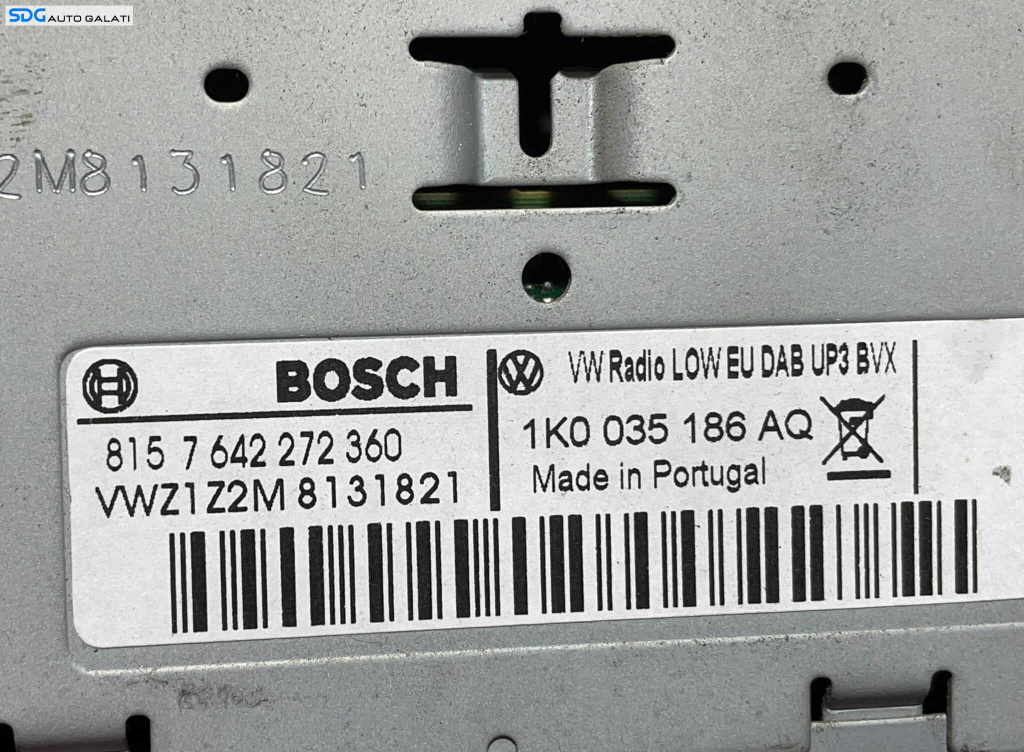 SDG AUTO GALATI
2M8131821
BOSCH
815 7 642 272 360
VWZ1Z2M 8131821
VW Radio LOW EU DAB UP3 BVX
1K0 035 186 AQ
Made in Portugal